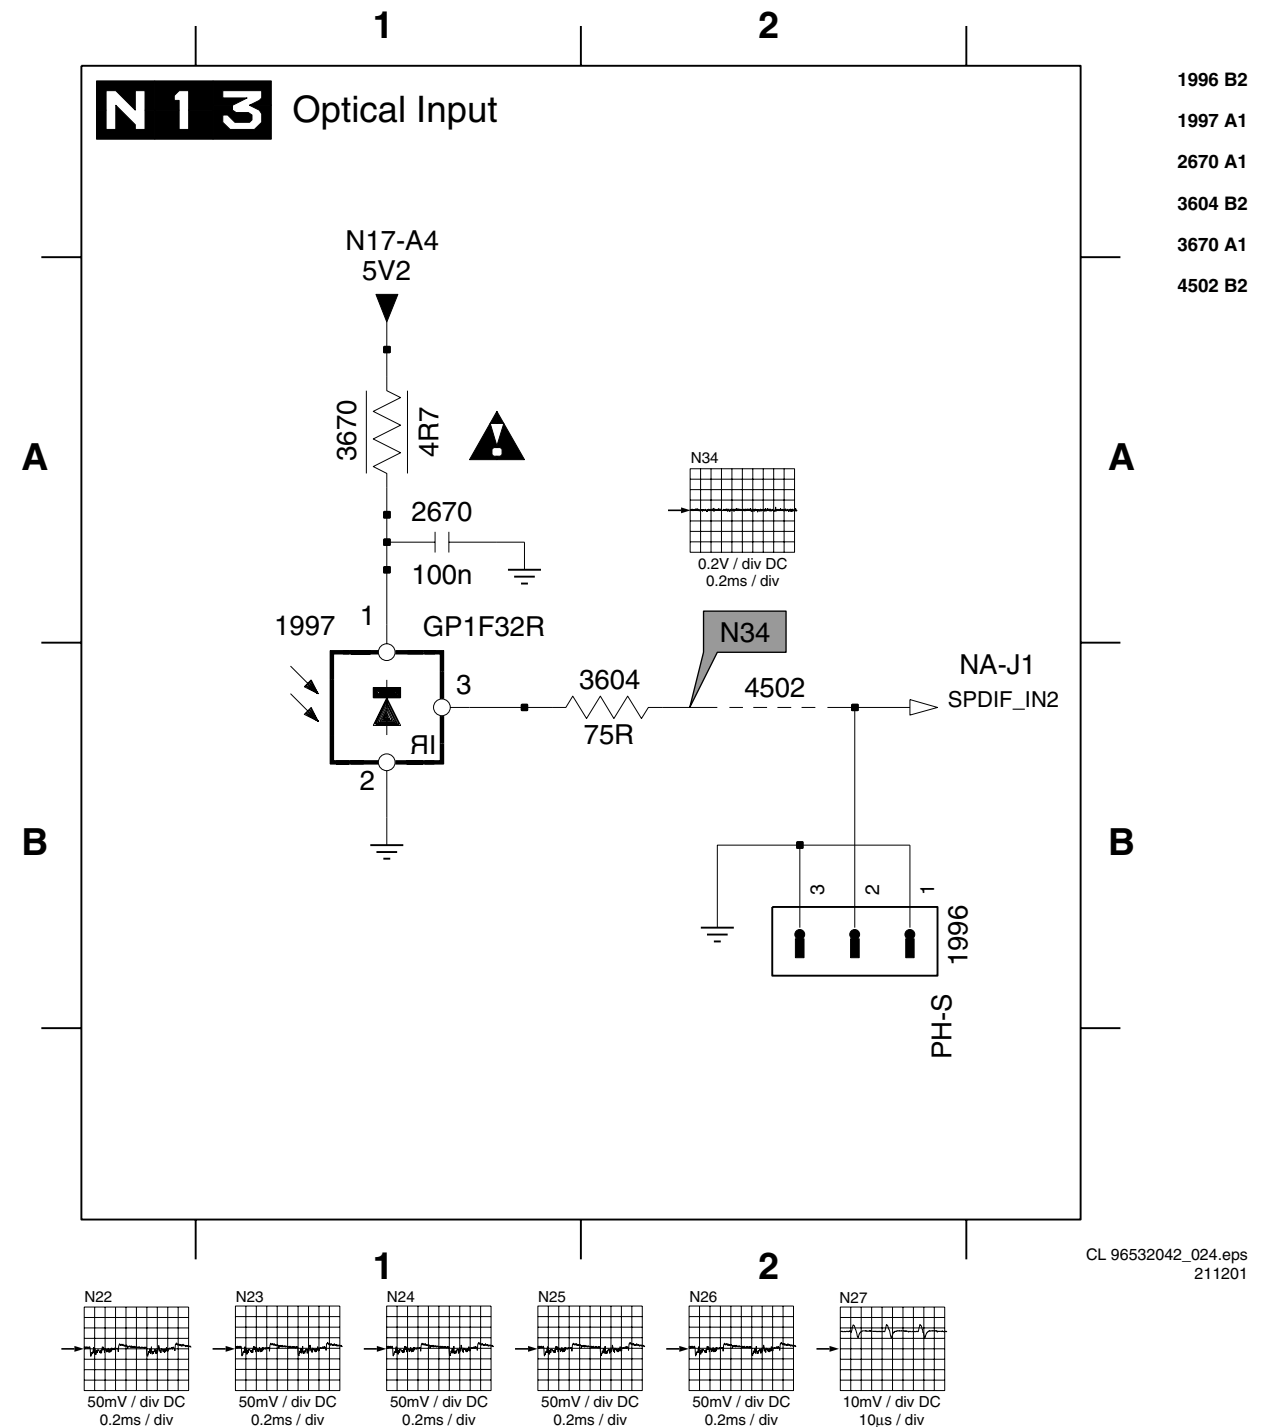 1
2
N13 Optical Input
1996 B2
1997 A1
2670 A1
3604 B2
3670 A1
4502 B2
N17-A4
5V2
A
3670
4R7
A
N34
0.2V / div DC
0.2ms / div
2670
100n
1
1997
GP1F32R
N34
3
3604
75R
4502
NA-J1
SPDIF_IN2
IR
2
B
B
3
2
1
1996
PH-S
1
2
CL 96532042_024.eps
211201
N22
50mV / div DC
0.2ms / div
N23
50mV / div DC
0.2ms / div
N24
50mV / div DC
0.2ms / div
N25
50mV / div DC
0.2ms / div
N26
50mV / div DC
0.2ms / div
N27
10mV / div DC
10µs / div